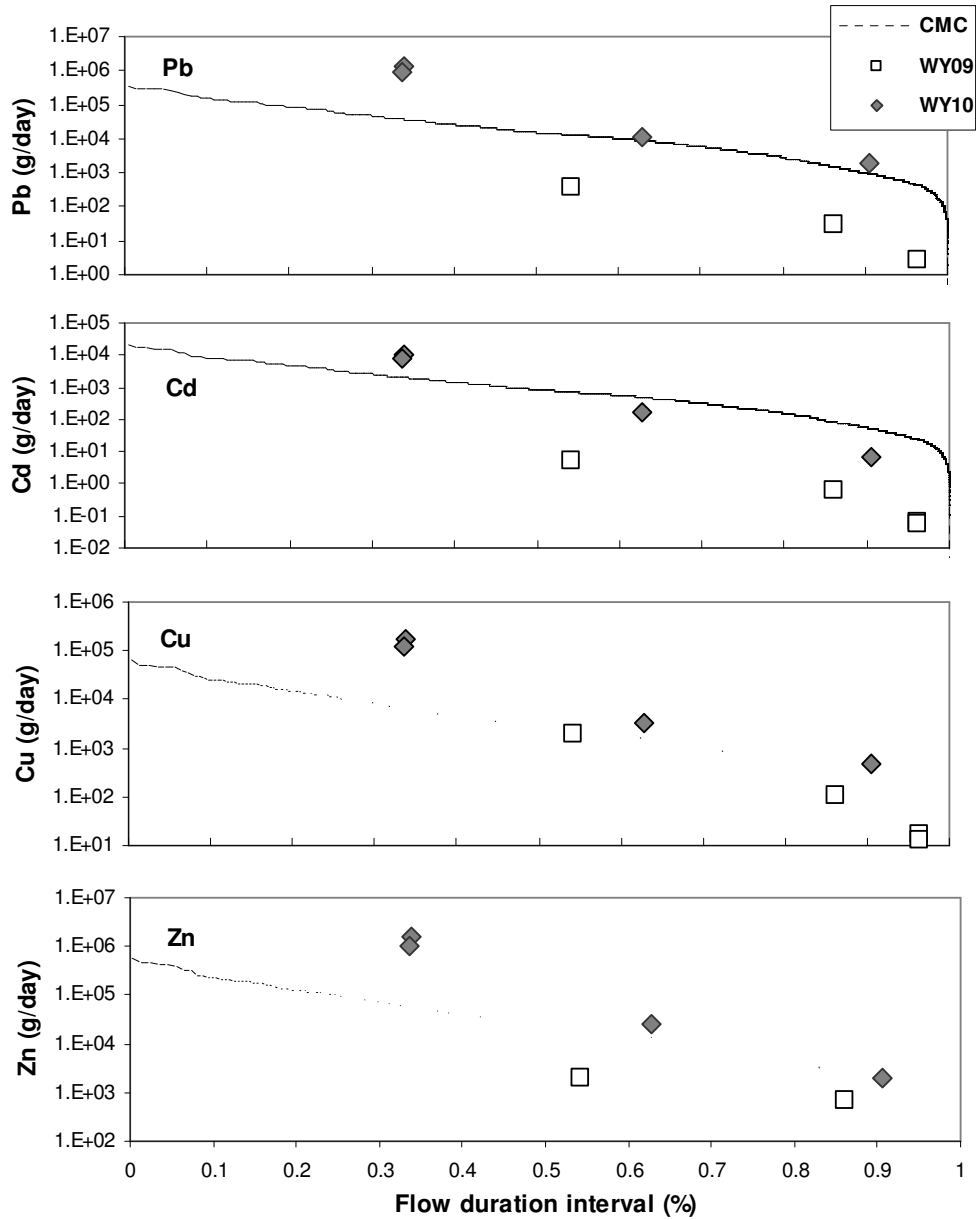 CMC
WY09
WY10
Pb (g/day)
1.E+07
1.E+06
1.E+05
1.E+04
1.E+03
1.E+02
1.E+01
1.E+00
Pb
Cd (g/day)
1.E+05
1.E+04
1.E+03
1.E+02
1.E+01
1.E+00
1.E-01
1.E-02
Cd
Cu (g/day)
1.E+06
1.E+05
1.E+04
1.E+03
1.E+02
1.E+01
Cu
Zn (g/day)
1.E+07
1.E+06
1.E+05
1.E+04
1.E+03
1.E+02
Zn
0 0.1 0.2 0.3 0.4 0.5 0.6 0.7 0.8 0.9 1
Flow duration interval (%)